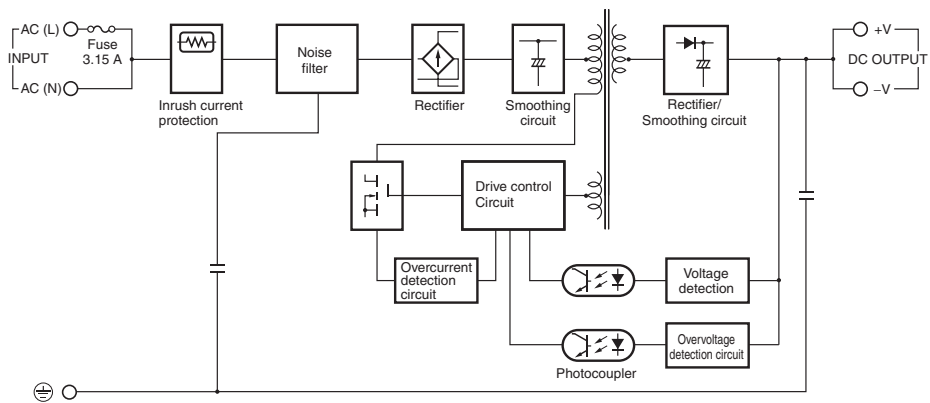 AC (L)
Fuse
3.15 A
INPUT
AC (N)
Inrush current
protection
Noise
filter
Rectifier
Smoothing
circuit
Rectifier/
Smoothing circuit
+V
DC OUTPUT
–V
Drive control
Circuit
Overcurrent
detection
circuit
Voltage
detection
Overvoltage
detection circuit
Photocoupler